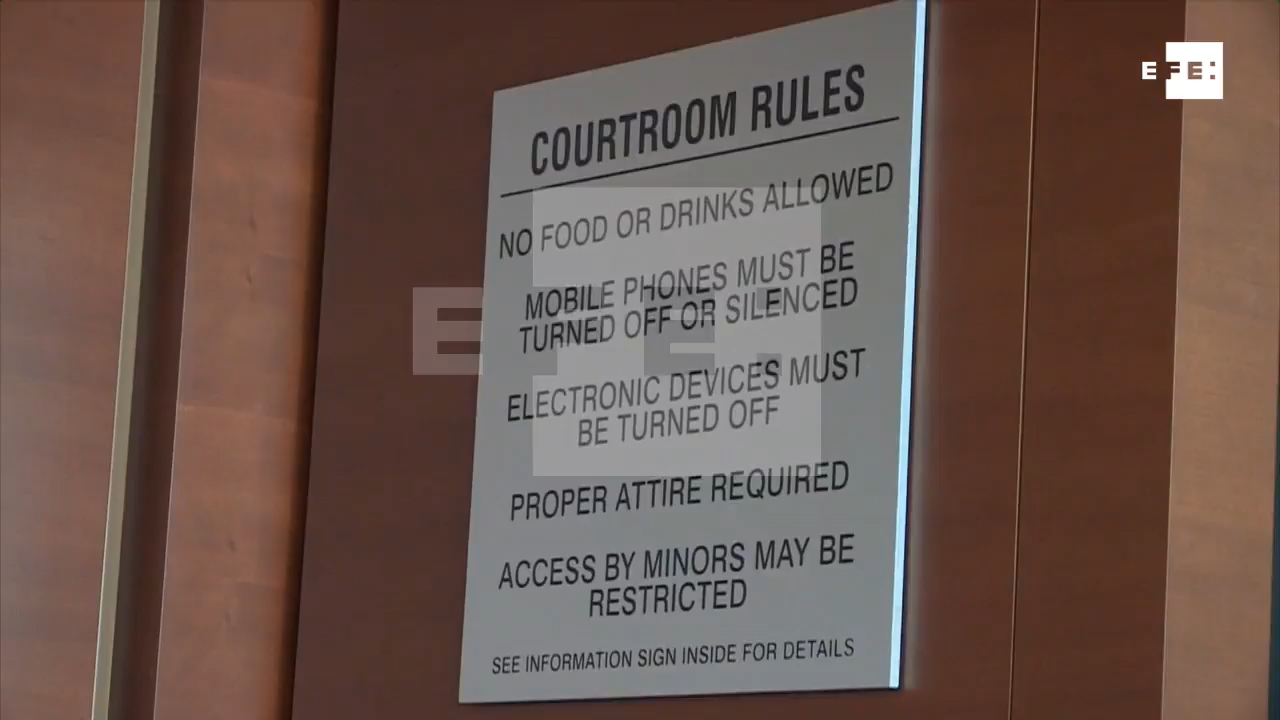 EFE:
COURTROOM RULES
NO FOOD OR DRINKS ALLOWED
MOBILE PHONES MUST BE
TURNED OFF OR SILENCED
ELECTRONIC DEVICES MUST
BE TURNED OFF
PROPER ATTIRE REQUIRED
ACCESS BY MINORS MAY BE
RESTRICTED
SEE INFORMATION SIGN INSIDE FOR DETAILS
EFE: